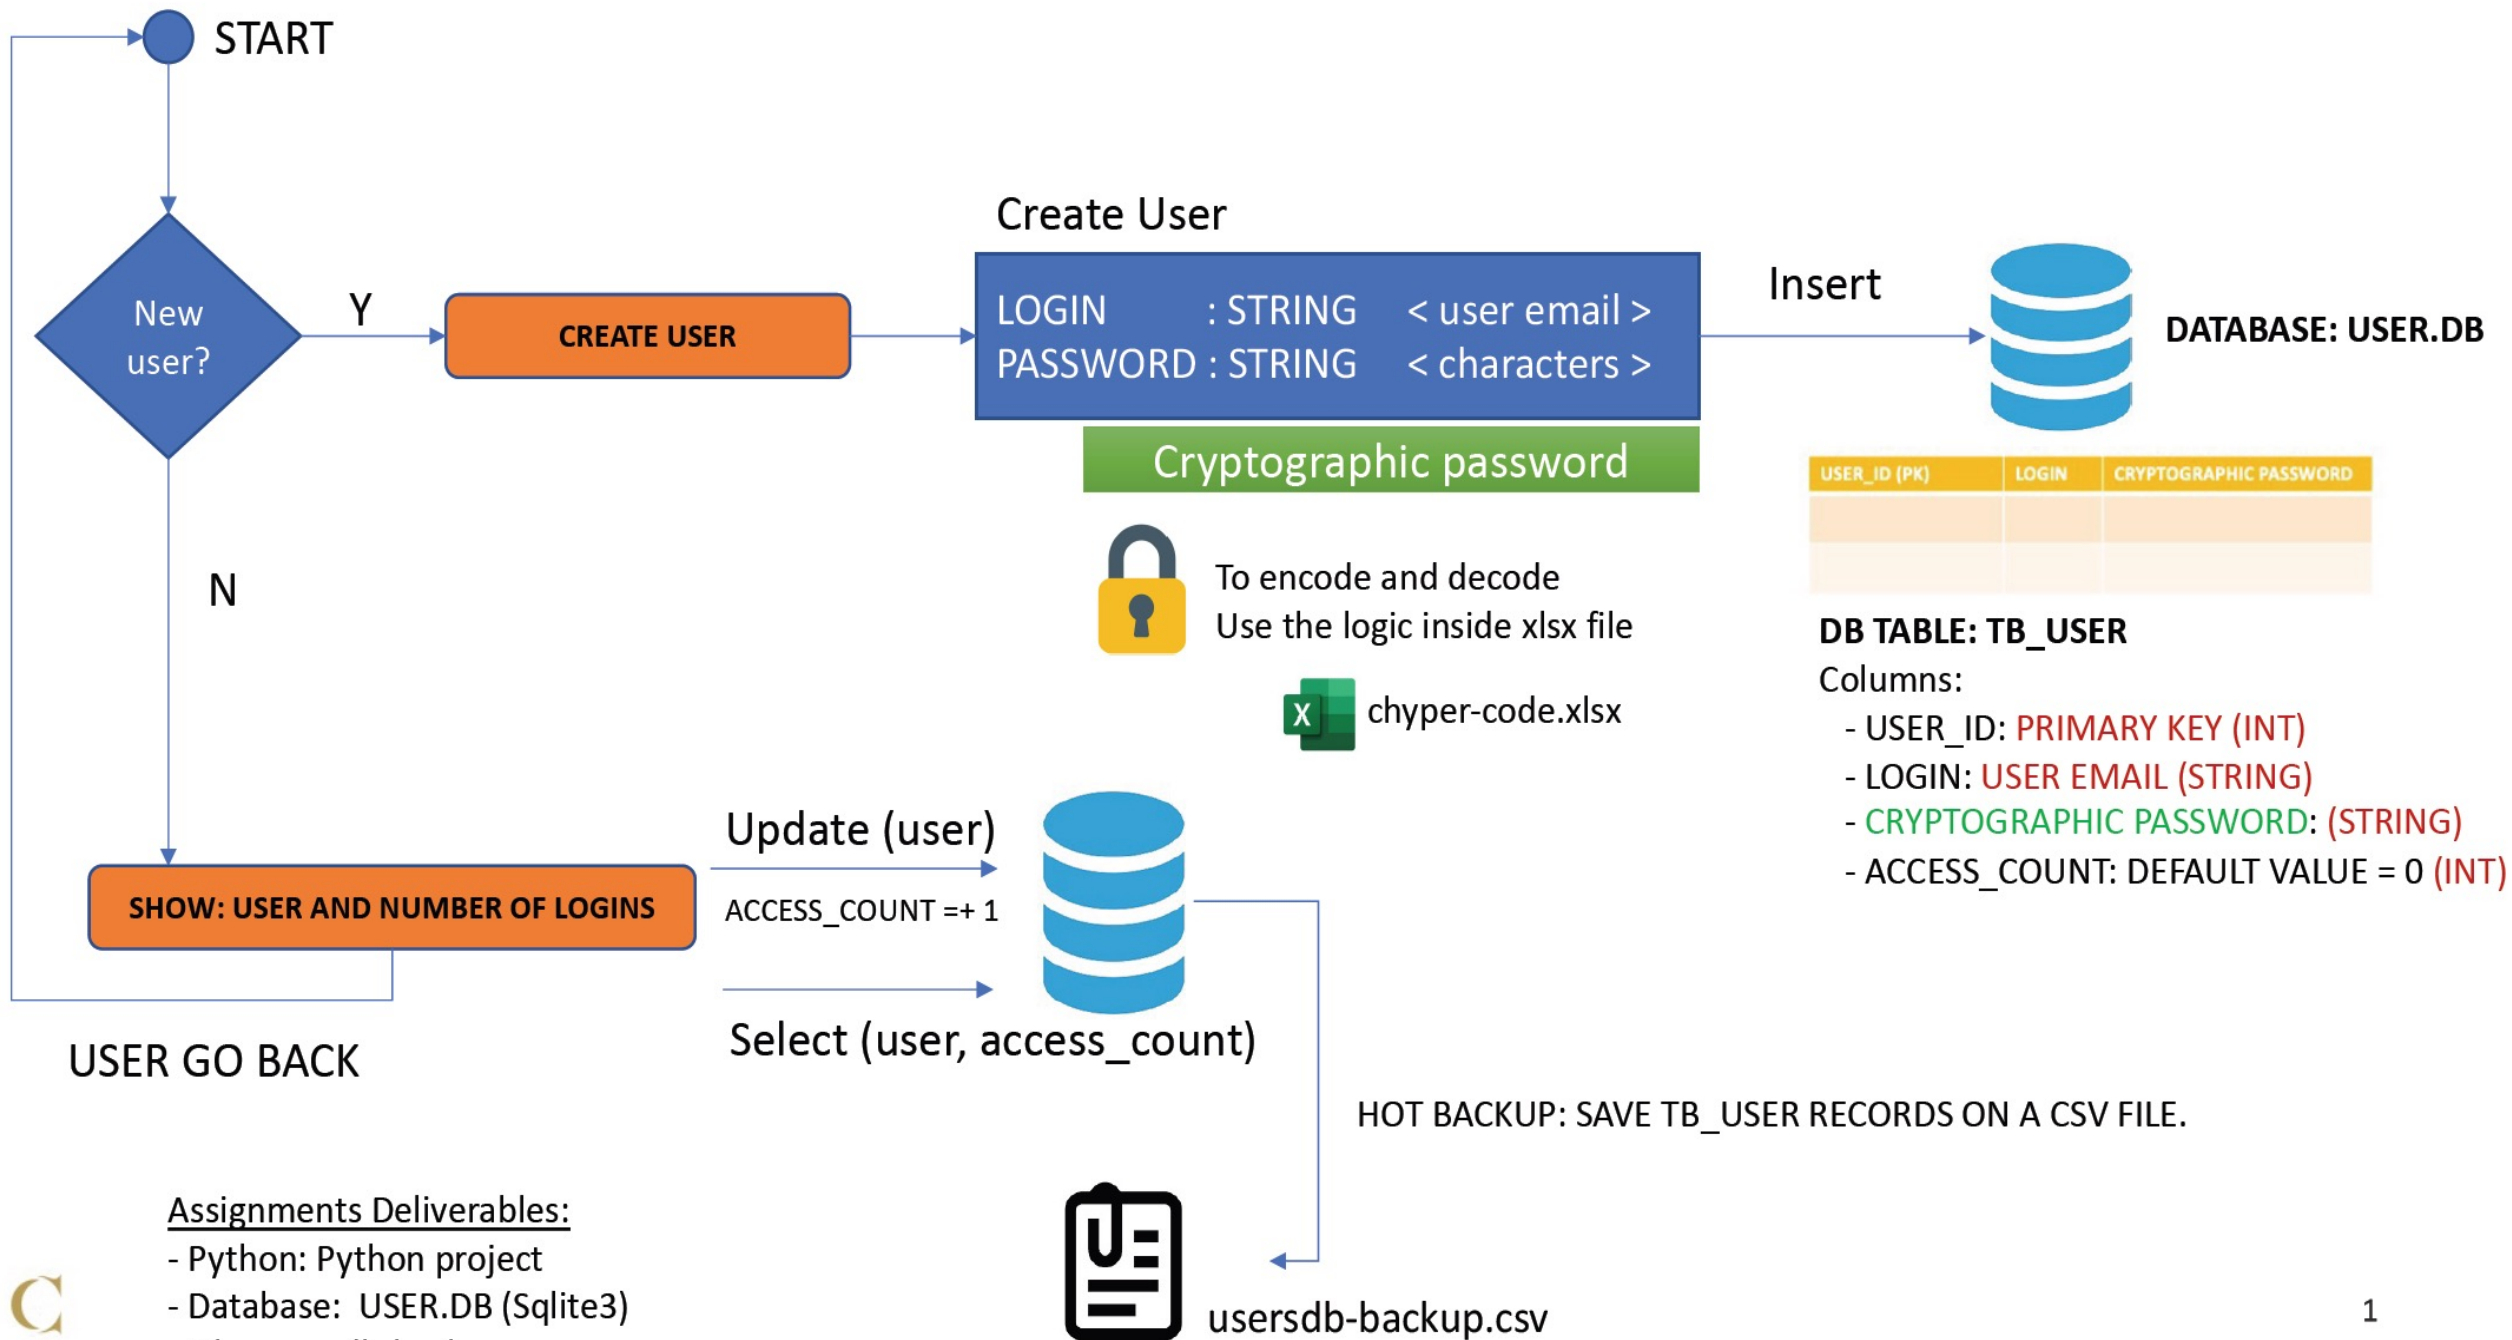 START
New
user?
Y
CREATE USER
Create User
LOGIN : STRING < user email >
PASSWORD : STRING < characters >
Cryptographic password
Insert
DATABASE: USER.DB
USER_ID (PK) LOGIN CRYPTOGRAPHIC PASSWORD
To encode and decode
Use the logic inside xlsx file
X chyper-code.xlsx
DB TABLE: TB_USER
Columns:
- USER_ID: PRIMARY KEY (INT)
- LOGIN: USER EMAIL (STRING)
- CRYPTOGRAPHIC PASSWORD: (STRING)
- ACCESS_COUNT: DEFAULT VALUE = 0 (INT)
N
SHOW: USER AND NUMBER OF LOGINS
Update (user)
ACCESS_COUNT =+ 1
Select (user, access_count)
USER GO BACK
HOT BACKUP: SAVE TB_USER RECORDS ON A CSV FILE.
usersdb-backup.csv
Assignments Deliverables:
- Python: Python project
- Database: USER.DB (Sqlite3)
C
1